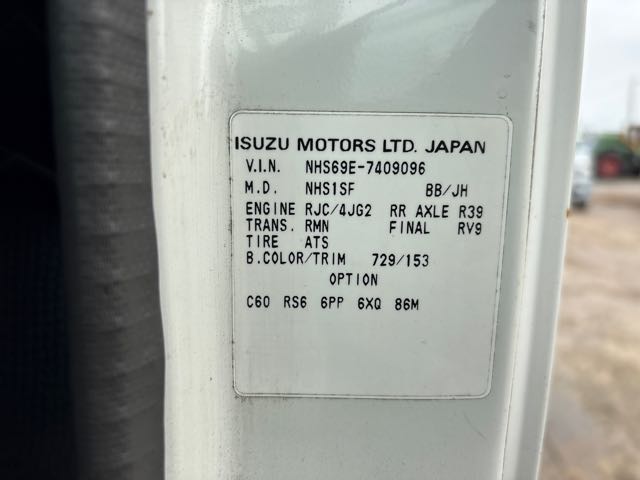 ISUZU MOTORS LTD. JAPAN
V.I.N. NHS69E-7409096
M.D. NHS1SF BB/JH
ENGINE RJC/4JG2 RR AXLE R39
TRANS. RMN FINAL RV9
TIRE ATS
B.COLOR/TRIM 729/153
OPTION
C60 RS6 6PP 6XQ 86M